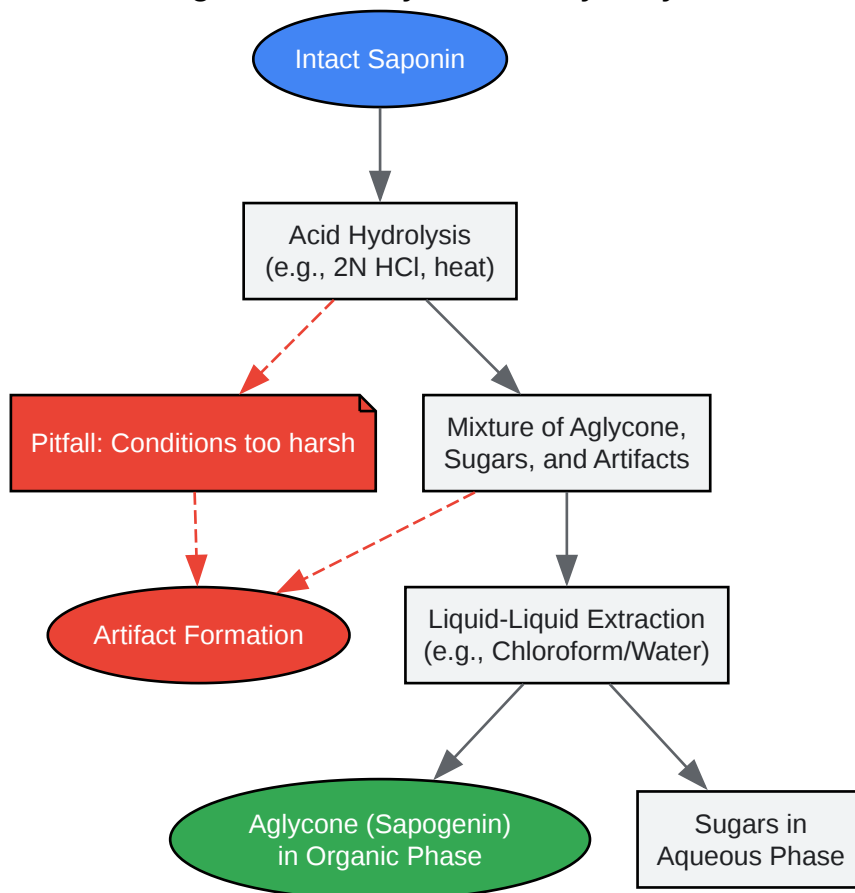 Intact Saponin
Acid Hydrolysis
(e.g., 2N HCl, heat)
Pitfall: Conditions too harsh
Mixture of Aglycone,
Sugars, and Artifacts
Artifact Formation
Liquid-Liquid Extraction
(e.g., Chloroform/Water)
Aglycone (Sapogenin)
in Organic Phase
Sugars in
Aqueous Phase